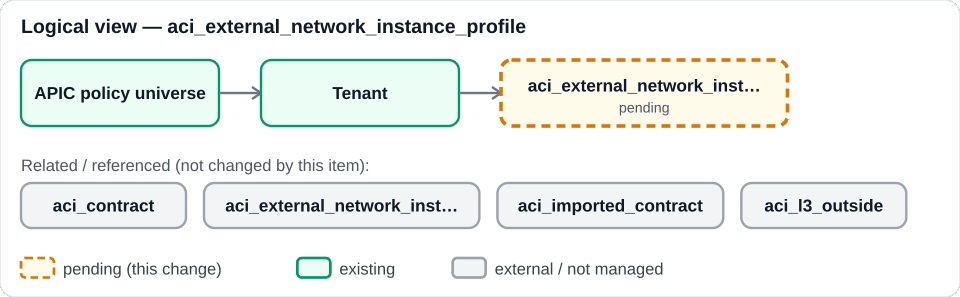 Logical view — aci_external_network_instance_profile
APIC policy universe
Tenant
aci_external_network_inst…
pending
Related / referenced (not changed by this item):
aci_contract
aci_external_network_inst…
aci_imported_contract
aci_l3_outside
pending (this change)
existing
external / not managed